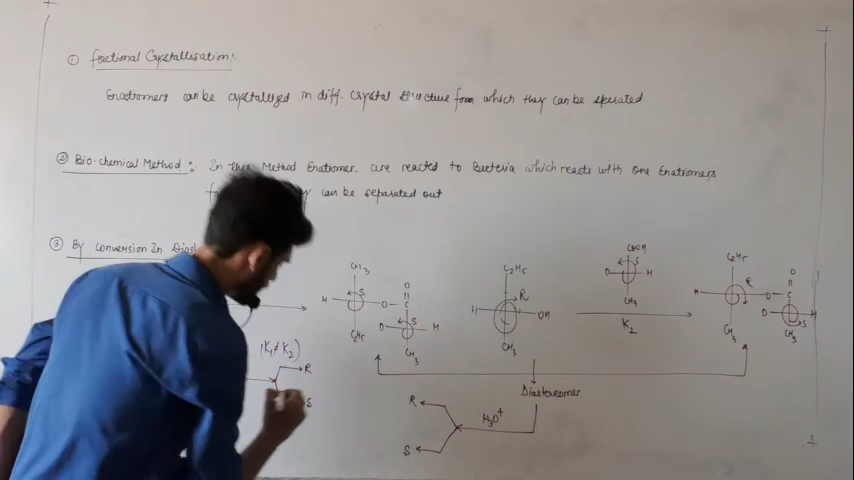 ① Factional Crystallisation:
Enatiomers can be crystallized in diff. crystal structure from which they can be seperated
② Bio-chemical Method: In this Method Enatiomer. are reacted to Bacteria which reacts with one Enatiomers
can be separated out
③ By Conversion In
CH3
H
S
O
C
O
D
S
H
C2H5
CH3
C2H5
R
H
OH
CH3
COOH
S
D
H
CH3
K2
C2H5
R
H
O
C
O
D
H
S
CH3
CH3
(K1≠K2)
R
S
Diastereomer
H3O+
R
S